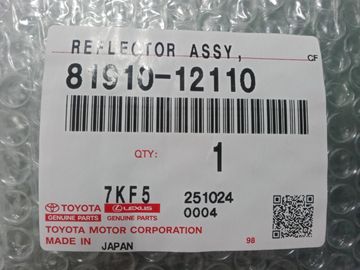 REFLECTOR ASSY,
CF
81910-12110
QTY: 1
7KF5 251024
0004
TOYOTA LEXUS
GENUINE PARTS GENUINE PARTS
TOYOTA MOTOR CORPORATION
MADE IN JAPAN 98